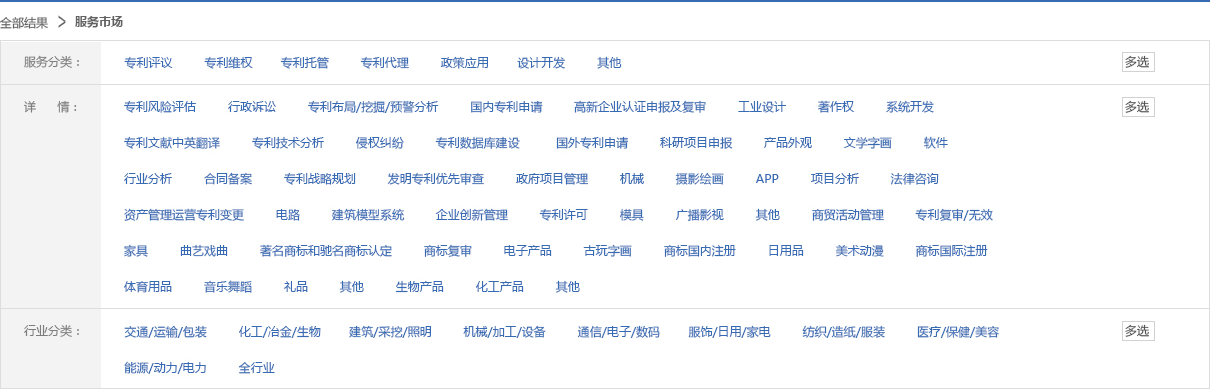 全部结果 > 服务市场
服务分类： 专利评议 专利维权 专利托管 专利代理 政策应用 设计开发 其他 多选
详 情： 专利风险评估 行政诉讼 专利布局/挖掘/预警分析 国内专利申请 高新企业认证申报及复审 工业设计 著作权 系统开发 多选
专利文献中英翻译 专利技术分析 侵权纠纷 专利数据库建设 国外专利申请 科研项目申报 产品外观 文学字画 软件
行业分析 合同备案 专利战略规划 发明专利优先审查 政府项目管理 机械 摄影绘画 APP 项目分析 法律咨询
资产管理运营专利变更 电路 建筑模型系统 企业创新管理 专利许可 模具 广播影视 其他 商贸活动管理 专利复审/无效
家具 曲艺戏曲 著名商标和驰名商标认定 商标复审 电子产品 古玩字画 商标国内注册 日用品 美术动漫 商标国际注册
体育用品 音乐舞蹈 礼品 其他 生物产品 化工产品 其他
行业分类： 交通/运输/包装 化工/冶金/生物 建筑/采挖/照明 机械/加工/设备 通信/电子/数码 服饰/日用/家电 纺织/造纸/服装 医疗/保健/美容 多选
能源/动力/电力 全行业